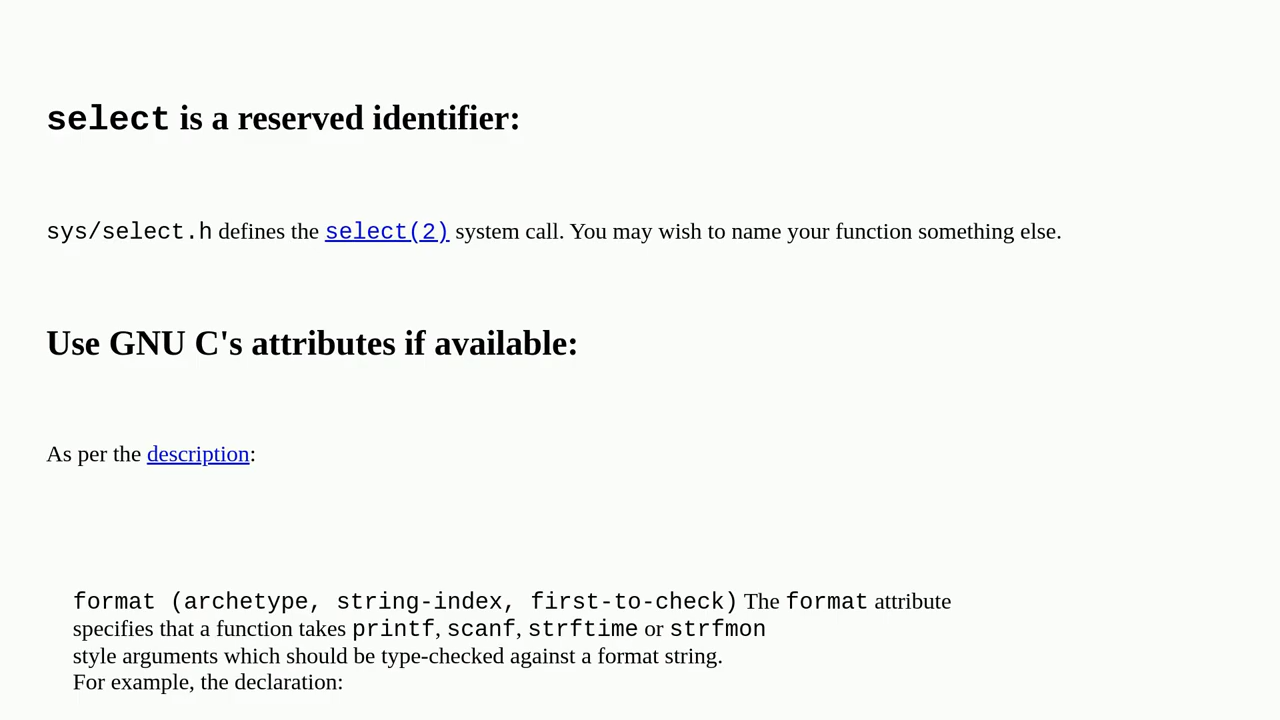 select is a reserved identifier:
sys/select.h defines the select(2) system call. You may wish to name your function something else.
Use GNU C's attributes if available:
As per the description:
format (archetype, string-index, first-to-check) The format attribute
specifies that a function takes printf, scanf, strftime or strfmon
style arguments which should be type-checked against a format string.
For example, the declaration: